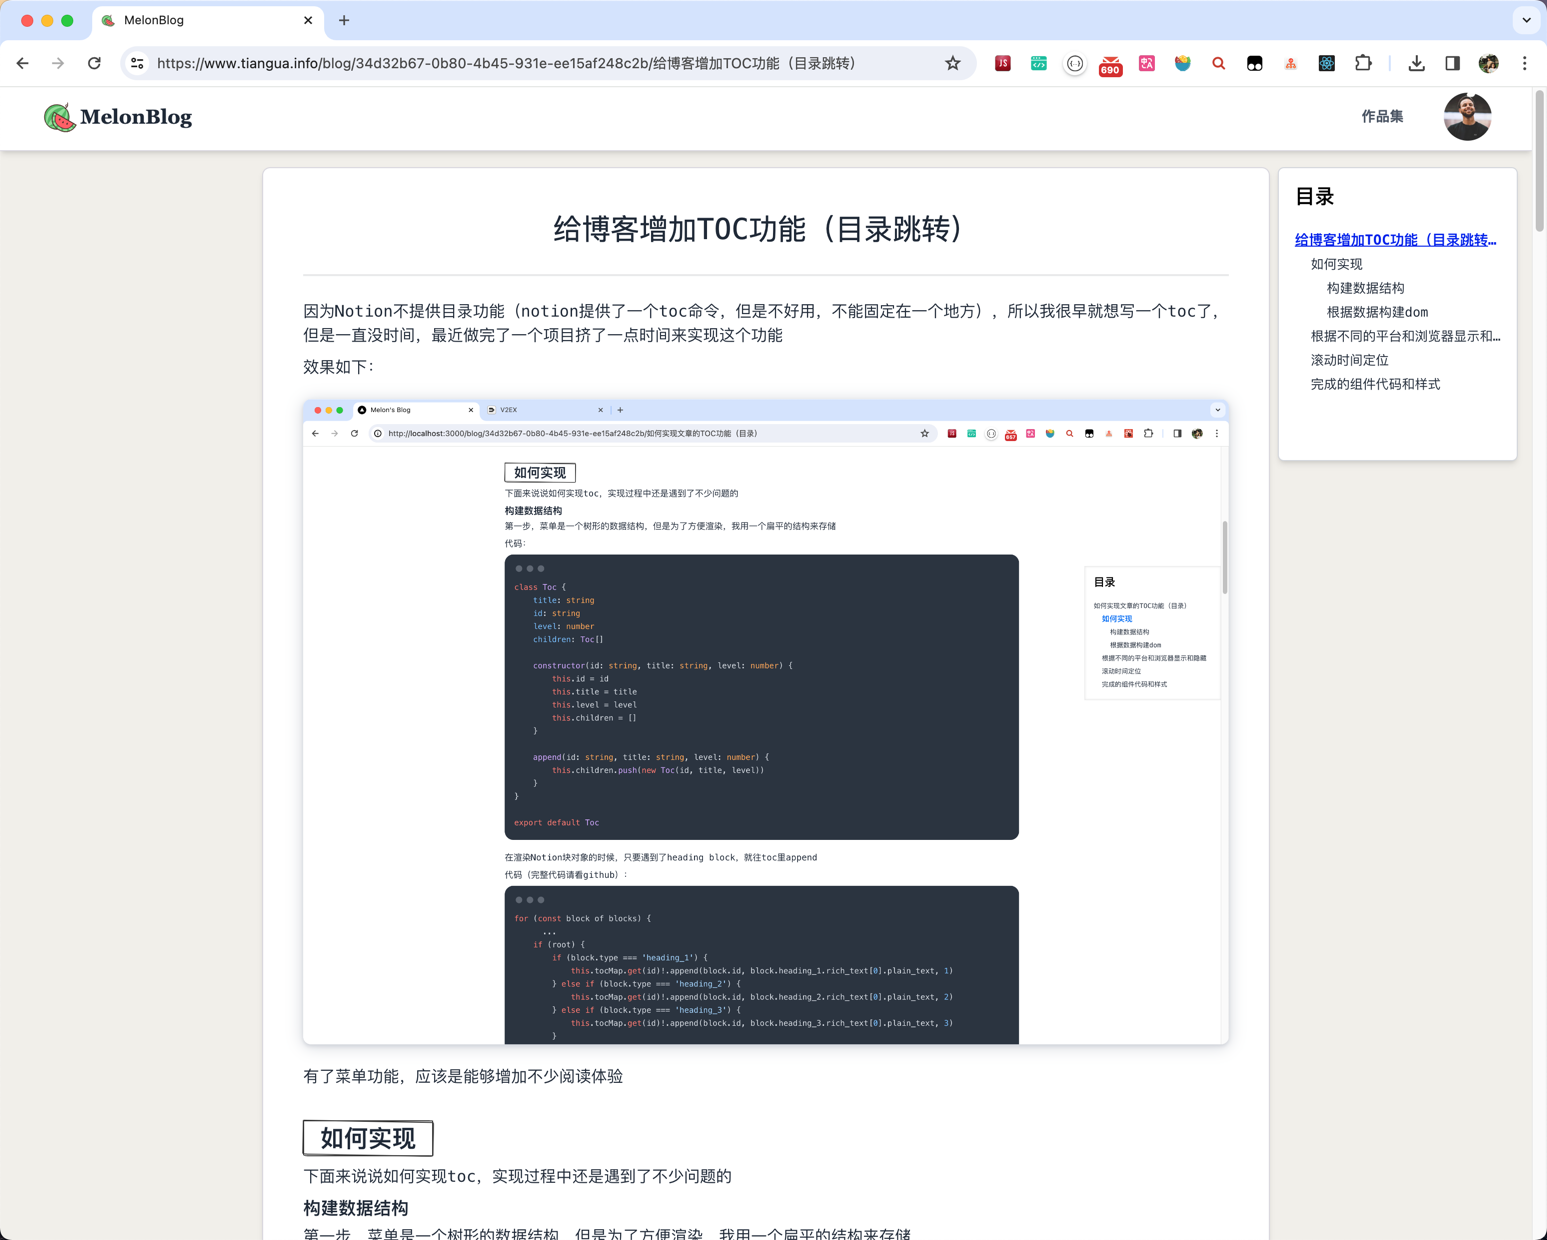 MelonBlog
https://www.tiangua.info/blog/34d32b67-0b80-4b45-931e-ee15af248c2b/给博客增加TOC功能（目录跳转）
JS
690
MelonBlog
作品集
给博客增加TOC功能（目录跳转）
因为Notion不提供目录功能（notion提供了一个toc命令，但是不好用，不能固定在一个地方），所以我很早就想写一个toc了，
但是一直没时间，最近做完了一个项目挤了一点时间来实现这个功能
效果如下：
Melon's Blog
V2EX
http://localhost:3000/blog/34d32b67-0b80-4b45-931e-ee15af248c2b/如何实现文章的TOC功能（目录）
667
如何实现
下面来说说如何实现toc，实现过程中还是遇到了不少问题的
构建数据结构
第一步，菜单是一个树形的数据结构，但是为了方便渲染，我用一个扁平的结构来存储
代码：
class Toc {
title: string
id: string
level: number
children: Toc[]
constructor(id: string, title: string, level: number) {
this.id = id
this.title = title
this.level = level
this.children = []
}
append(id: string, title: string, level: number) {
this.children.push(new Toc(id, title, level))
}
}
export default Toc
目录
如何实现文章的TOC功能（目录）
如何实现
构建数据结构
根据数据构建dom
根据不同的平台和浏览器显示和隐藏
滚动时间定位
完成的组件代码和样式
在渲染Notion块对象的时候，只要遇到了heading block，就往toc里append
代码（完整代码请看github）：
for (const block of blocks) {
...
if (root) {
if (block.type === 'heading_1') {
this.tocMap.get(id)!.append(block.id, block.heading_1.rich_text[0].plain_text, 1)
} else if (block.type === 'heading_2') {
this.tocMap.get(id)!.append(block.id, block.heading_2.rich_text[0].plain_text, 2)
} else if (block.type === 'heading_3') {
this.tocMap.get(id)!.append(block.id, block.heading_3.rich_text[0].plain_text, 3)
}
有了菜单功能，应该是能够增加不少阅读体验
如何实现
下面来说说如何实现toc，实现过程中还是遇到了不少问题的
构建数据结构
第一步，菜单是一个树形的数据结构，但是为了方便渲染，我用一个扁平的结构来存储
目录
给博客增加TOC功能（目录跳转...
如何实现
构建数据结构
根据数据构建dom
根据不同的平台和浏览器显示和...
滚动时间定位
完成的组件代码和样式